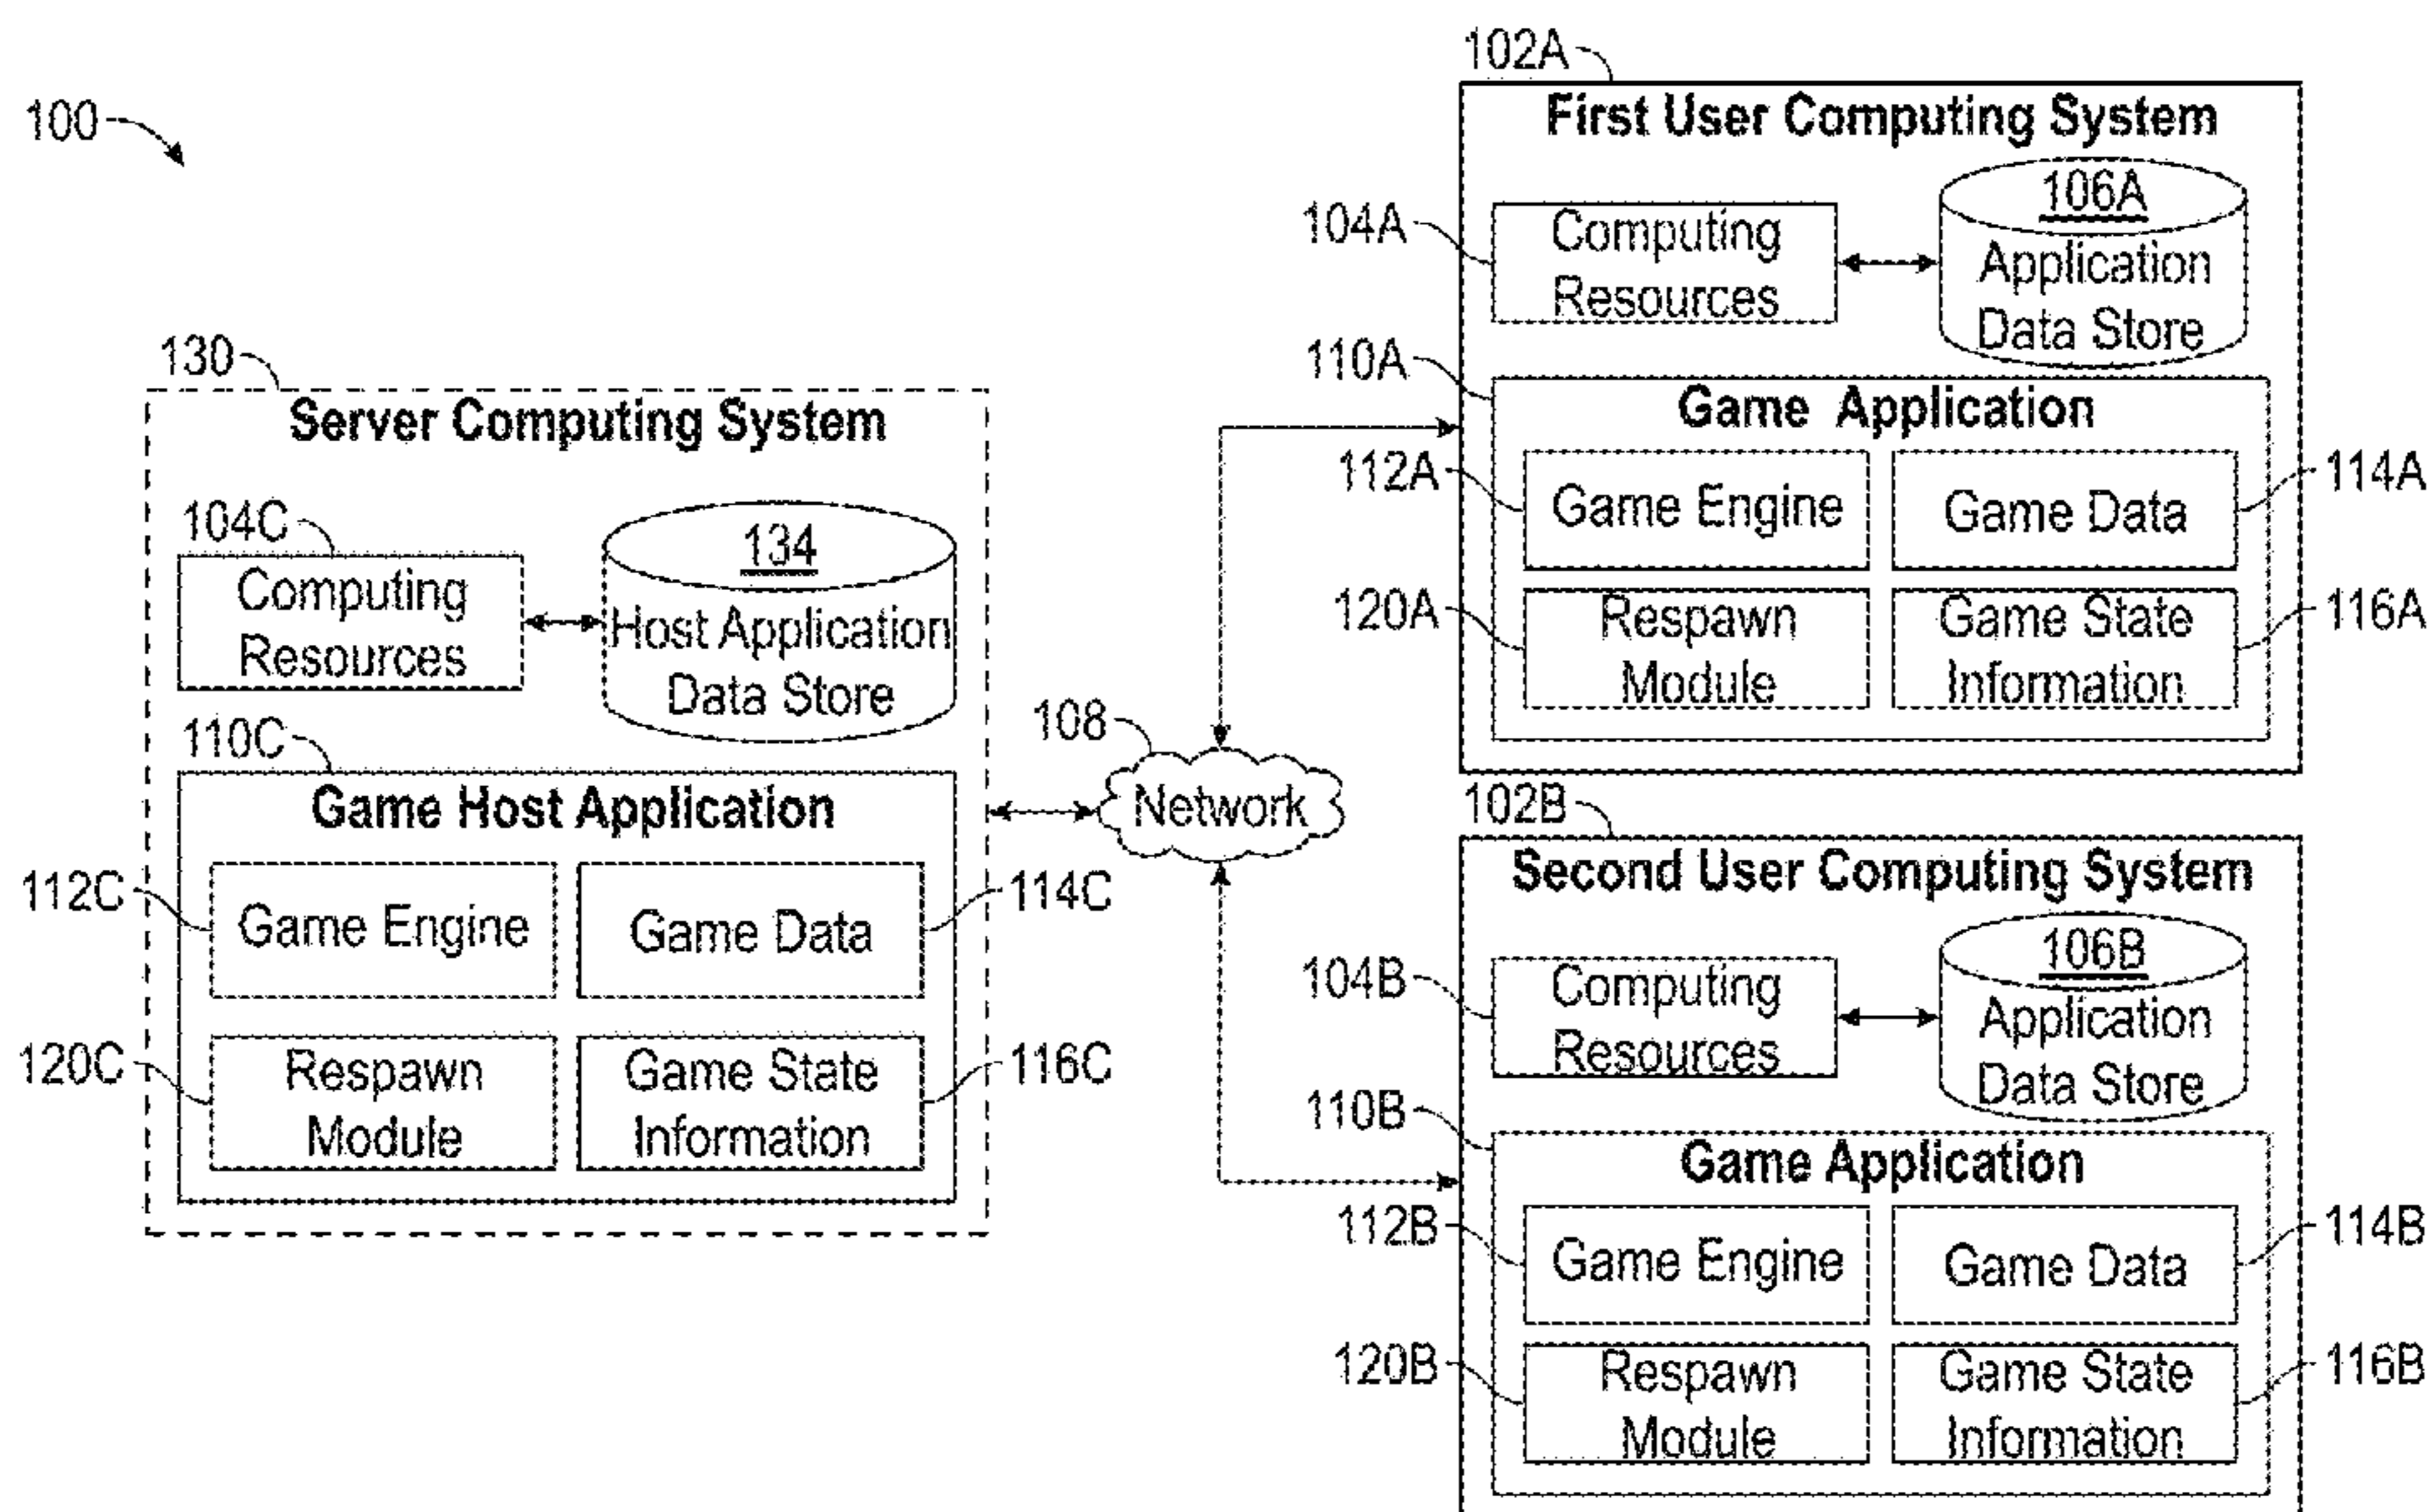 100
130
Server Computing System
104C
Computing
Resources
134
Host Application
Data Store
110C
Game Host Application
112C
Game Engine
Game Data
114C
120C
Respawn
Module
Game State
Information
116C
108
Network
102A
First User Computing System
104A
Computing
Resources
106A
Application
Data Store
110A
Game Application
112A
Game Engine
Game Data
114A
120A
Respawn
Module
Game State
Information
116A
102B
Second User Computing System
104B
Computing
Resources
106B
Application
Data Store
110B
Game Application
112B
Game Engine
Game Data
114B
120B
Respawn
Module
Game State
Information
116B